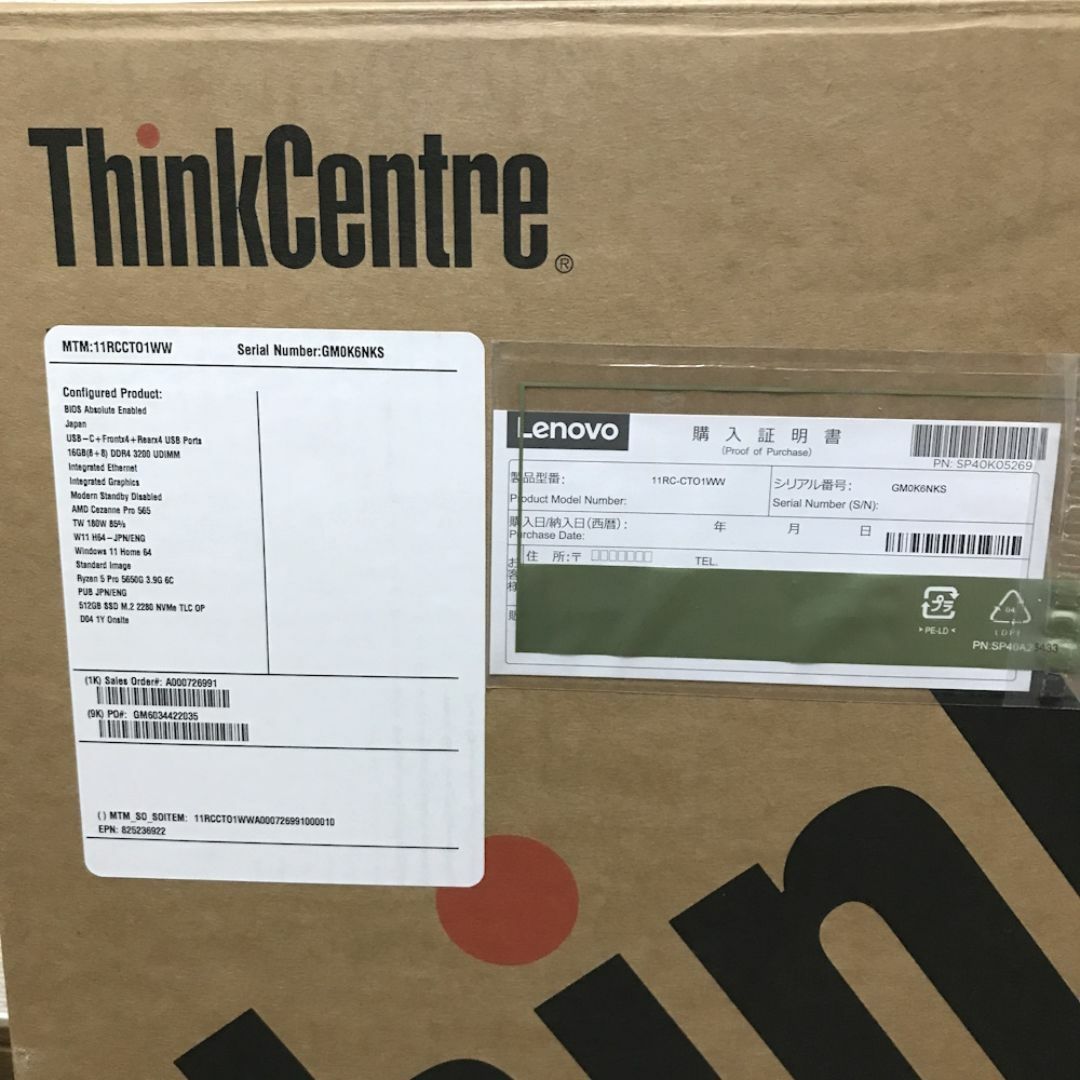 ThinkCentre®
MTM:11RCCTO1WW
Serial Number:GM0K6NKS
Configured Product:
BIOS Absolute Enabled
Japan
USB-C+Frontx4+Rearx4 USB Ports
16GB(8+8) DDR4 3200 UDIMM
Integrated Ethernet
Integrated Graphics
Modern Standby Disabled
AMD Cezanne Pro 565
TW 180W 85%
W11 H64-JPN/ENG
Windows 11 Home 64
Standard Image
Ryzen 5 Pro 5650G 3.9G 6C
PUB JPN/ENG
512GB SSD M.2 2280 NVMe TLC OP
D04 1Y Onsite
(1K) Sales Order#: A000726991
(9K) PO#: GM6034422035
( ) MTM_SO_SOITEM: 11RCCTO1WWA000726991000010
EPN: 825236922
Lenovo
購入証明書
(Proof of Purchase)
PN: SP40K05269
製品型番: 11RC-CTO1WW
Product Model Number:
シリアル番号: GM0K6NKS
Serial Number (S/N):
購入日/納入日(西暦): 年 月 日
Purchase Date:
お客様
住 所:〒 □□□□□□□ TEL.
プラ
PE-LD
04
LDPE